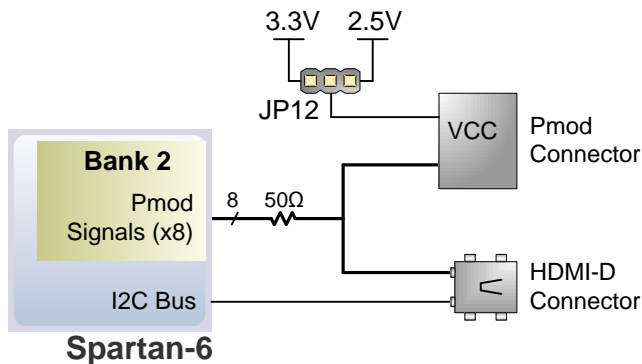 3.3V 2.5V
JP12
VCC
Pmod
Connector
Bank 2
Pmod
Signals (x8)
8 50Ω
I2C Bus
HDMI-D
Connector
Spartan-6